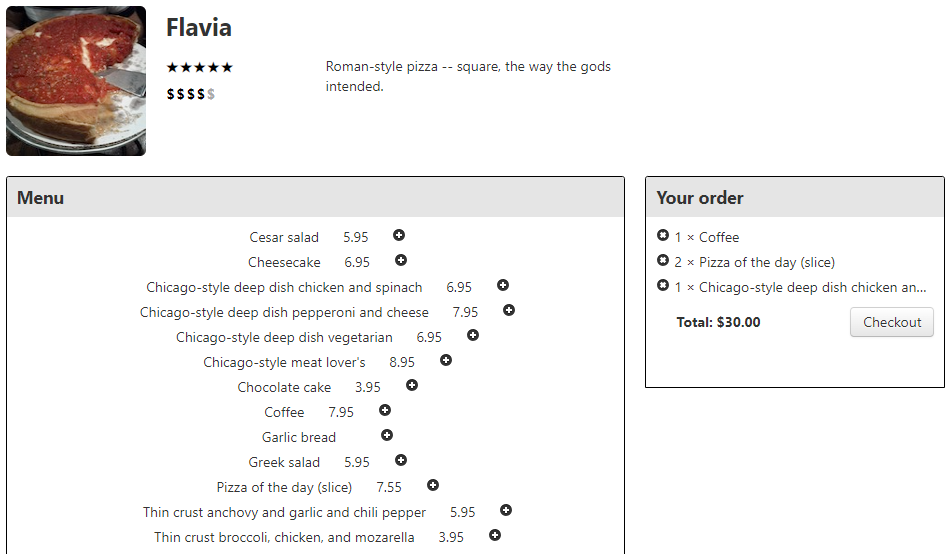 Flavia
★★★★★
$$$$$
Roman-style pizza -- square, the way the gods
intended.
Menu
Cesar salad 5.95
Cheesecake 6.95
Chicago-style deep dish chicken and spinach 6.95
Chicago-style deep dish pepperoni and cheese 7.95
Chicago-style deep dish vegetarian 6.95
Chicago-style meat lover's 8.95
Chocolate cake 3.95
Coffee 7.95
Garlic bread
Greek salad 5.95
Pizza of the day (slice) 7.55
Thin crust anchovy and garlic and chili pepper 5.95
Thin crust broccoli, chicken, and mozarella 3.95
Your order
1 × Coffee
2 × Pizza of the day (slice)
1 × Chicago-style deep dish chicken an...
Total: $30.00
Checkout